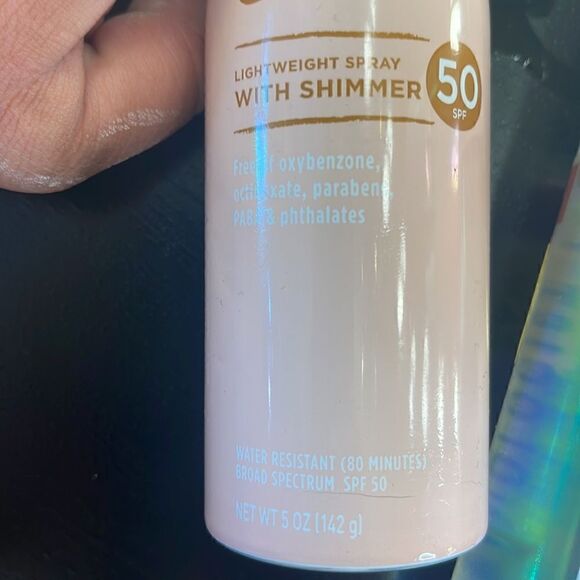 LIGHTWEIGHT SPRAY
WITH SHIMMER
50
SPF
Free of oxybenzone,
octinoxate, parabens,
PABA & phthalates
WATER RESISTANT (80 MINUTES)
BROAD SPECTRUM SPF 50
NET WT 5 OZ (142 g)